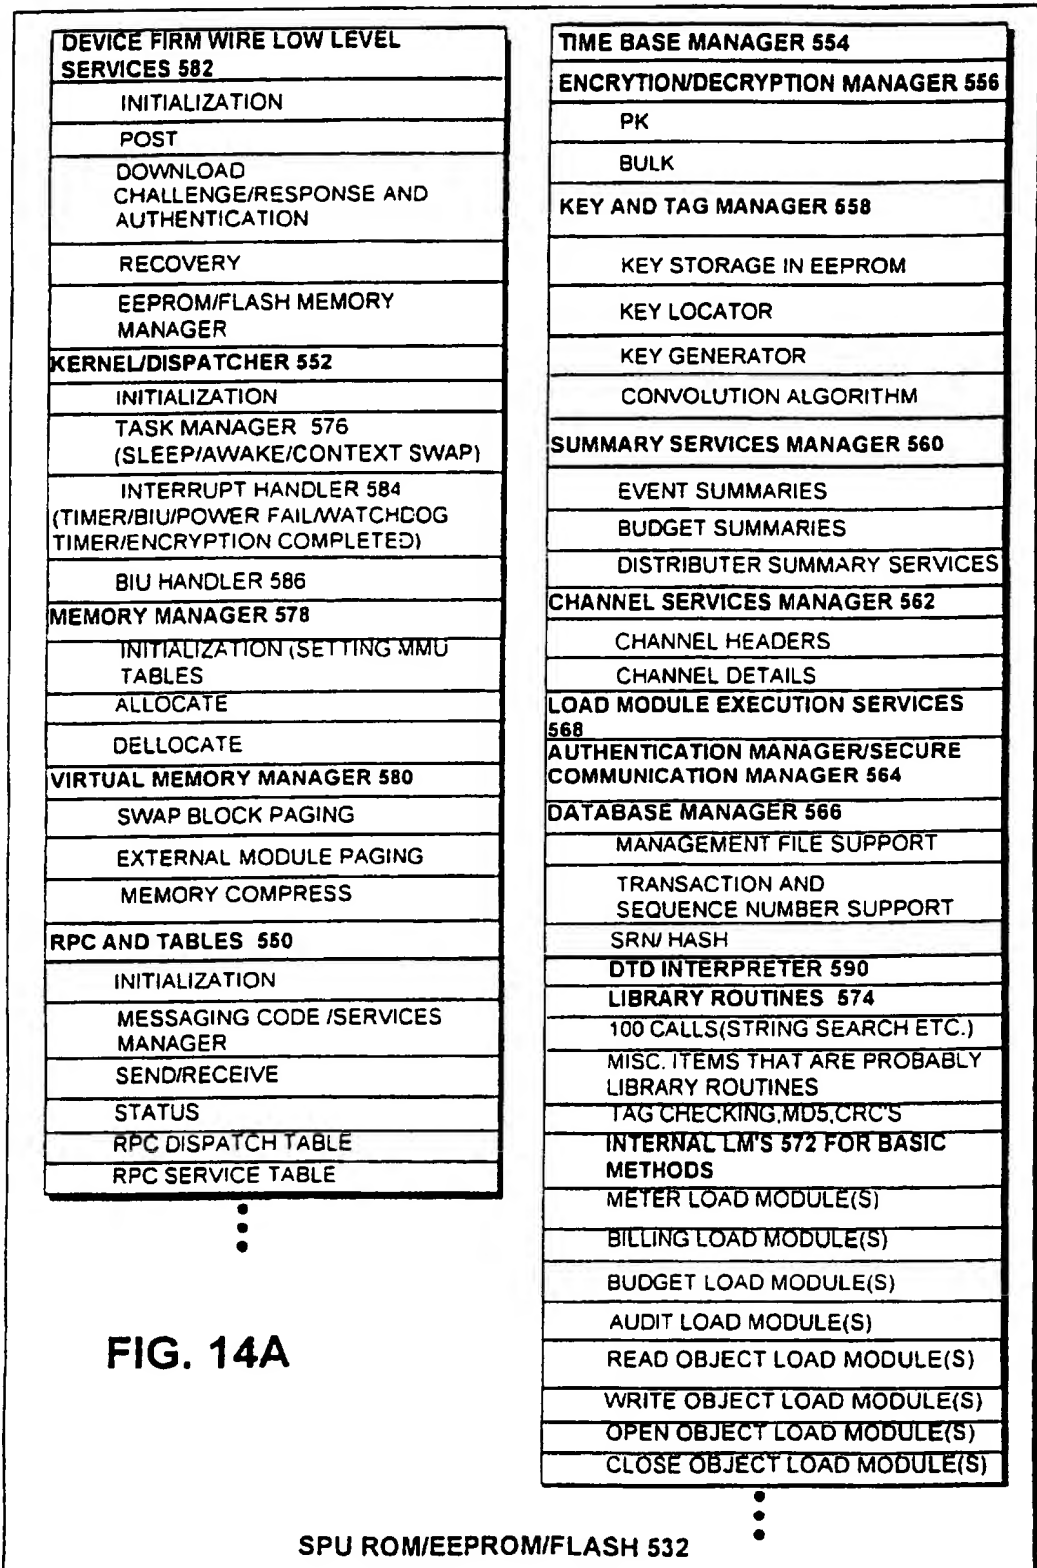 DEVICE FIRM WIRE LOW LEVEL
SERVICES 582
INITIALIZATION
POST
DOWNLOAD
CHALLENGE/RESPONSE AND
AUTHENTICATION
RECOVERY
EEPROM/FLASH MEMORY
MANAGER
KERNEL/DISPATCHER 552
INITIALIZATION
TASK MANAGER 576
(SLEEP/AWAKE/CONTEXT SWAP)
INTERRUPT HANDLER 584
(TIMER/BIU/POWER FAIL/WATCHDOG
TIMER/ENCRYPTION COMPLETED)
BIU HANDLER 586
MEMORY MANAGER 578
INITIALIZATION (SETTING MMU
TABLES
ALLOCATE
DELLOCATE
VIRTUAL MEMORY MANAGER 580
SWAP BLOCK PAGING
EXTERNAL MODULE PAGING
MEMORY COMPRESS
RPC AND TABLES 550
INITIALIZATION
MESSAGING CODE /SERVICES
MANAGER
SEND/RECEIVE
STATUS
RPC DISPATCH TABLE
RPC SERVICE TABLE
TIME BASE MANAGER 554
ENCRYTION/DECRYPTION MANAGER 556
PK
BULK
KEY AND TAG MANAGER 558
KEY STORAGE IN EEPROM
KEY LOCATOR
KEY GENERATOR
CONVOLUTION ALGORITHM
SUMMARY SERVICES MANAGER 560
EVENT SUMMARIES
BUDGET SUMMARIES
DISTRIBUTER SUMMARY SERVICES
CHANNEL SERVICES MANAGER 562
CHANNEL HEADERS
CHANNEL DETAILS
LOAD MODULE EXECUTION SERVICES
568
AUTHENTICATION MANAGER/SECURE
COMMUNICATION MANAGER 564
DATABASE MANAGER 566
MANAGEMENT FILE SUPPORT
TRANSACTION AND
SEQUENCE NUMBER SUPPORT
SRN/ HASH
DTD INTERPRETER 590
LIBRARY ROUTINES 574
100 CALLS(STRING SEARCH ETC.)
MISC. ITEMS THAT ARE PROBABLY
LIBRARY ROUTINES
TAG CHECKING,MD5,CRC'S
INTERNAL LM'S 572 FOR BASIC
METHODS
METER LOAD MODULE(S)
BILLING LOAD MODULE(S)
BUDGET LOAD MODULE(S)
AUDIT LOAD MODULE(S)
READ OBJECT LOAD MODULE(S)
WRITE OBJECT LOAD MODULE(S)
OPEN OBJECT LOAD MODULE(S)
CLOSE OBJECT LOAD MODULE(S)
FIG. 14A
SPU ROM/EEPROM/FLASH 532